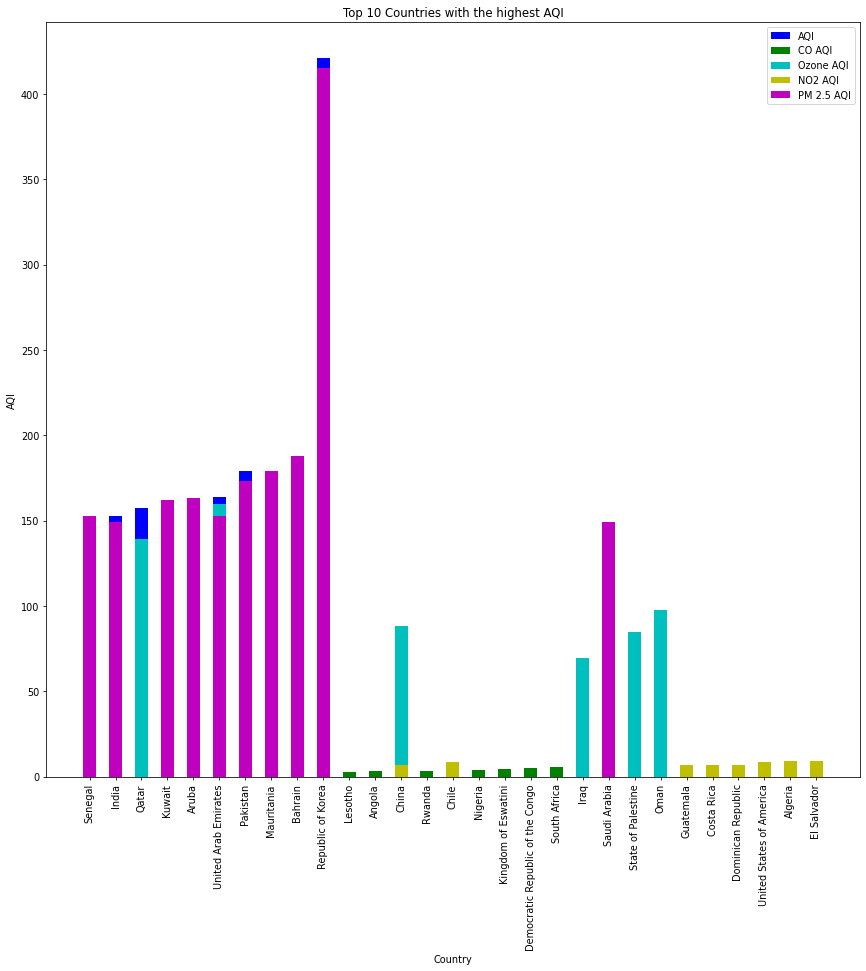 Top 10 Countries with the highest AQI
AQI
CO AQI
Ozone AQI
NO2 AQI
PM 2.5 AQI
400
350
300
250
200
150
100
50
0
AQI
Senegal
India
Qatar
Kuwait
Aruba
United Arab Emirates
Pakistan
Mauritania
Bahrain
Republic of Korea
Lesotho
Angola
China
Rwanda
Chile
Nigeria
Kingdom of Eswatini
Democratic Republic of the Congo
South Africa
Iraq
Saudi Arabia
State of Palestine
Oman
Guatemala
Costa Rica
Dominican Republic
United States of America
Algeria
El Salvador
Country